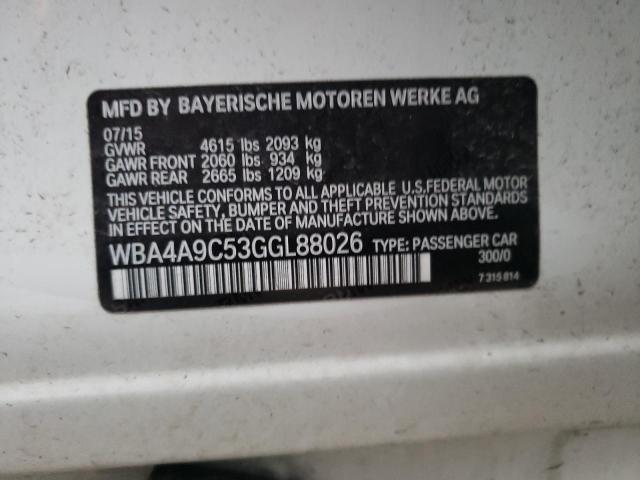 MFD BY BAYERISCHE MOTOREN WERKE AG
07/15
GVWR 4615 lbs 2093 kg
GAWR FRONT 2060 lbs 934 kg
GAWR REAR 2665 lbs 1209 kg
THIS VEHICLE CONFORMS TO ALL APPLICABLE U.S.FEDERAL MOTOR
VEHICLE SAFETY, BUMPER AND THEFT PREVENTION STANDARDS
IN EFFECT ON THE DATE OF MANUFACTURE SHOWN ABOVE.
WBA4A9C53GGL88026 TYPE: PASSENGER CAR
300/0
7 315 814